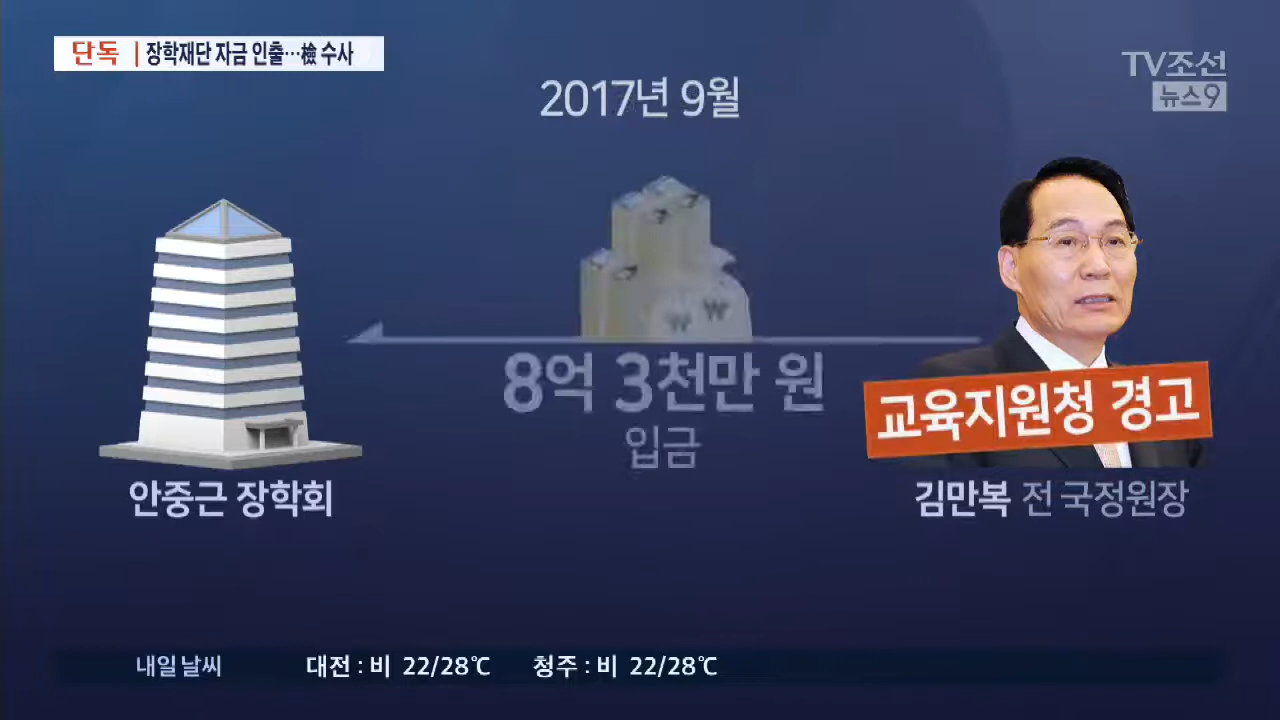 단독 | 장학재단 자금 인출…檢 수사
TV조선
뉴스9
2017년 9월
₩ ₩
8억 3천만 원
입금
교육지원청 경고
안중근 장학회
김만복 전 국정원장
내일 날씨 대전 : 비 22/28℃ 청주 : 비 22/28℃